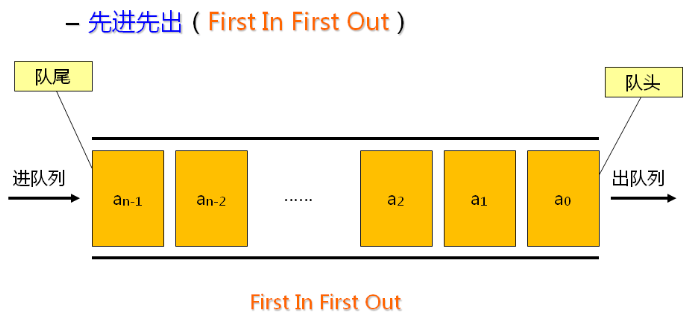 – 先进先出（First In First Out）
队尾
队头
进队列
出队列
an-1 an-2 …… a2 a1 a0
First In First Out